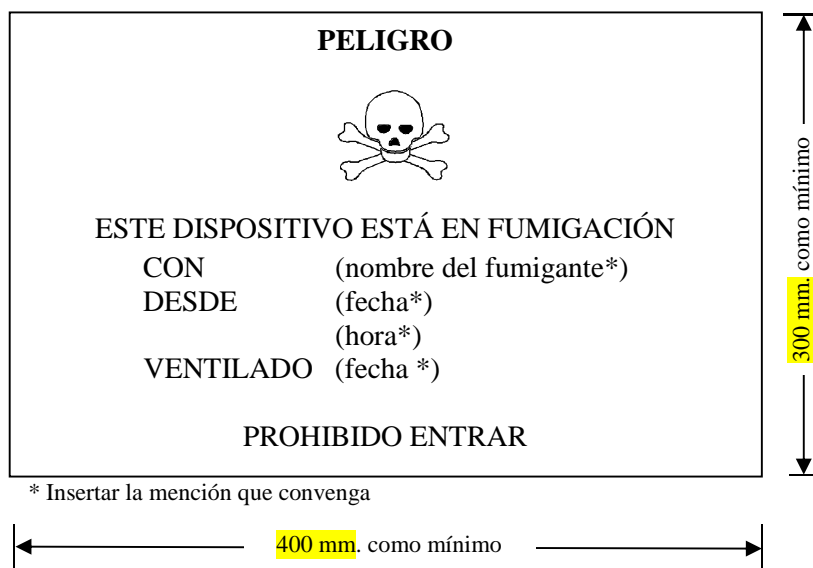 PELIGRO
ESTE DISPOSITIVO ESTÁ EN FUMIGACIÓN
CON (nombre del fumigante*)
DESDE (fecha*)
(hora*)
VENTILADO (fecha *)
PROHIBIDO ENTRAR
* Insertar la mención que convenga
400 mm. como mínimo
300 mm. como mínimo